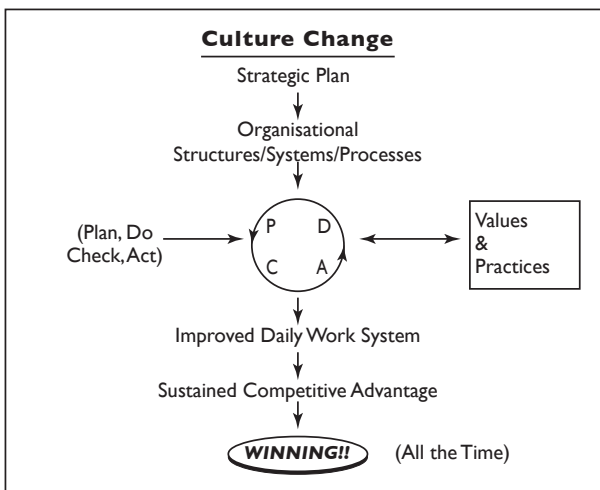 Culture Change
Strategic Plan
Organisational
Structures/Systems/Processes
(Plan, Do
Check, Act)
P D
C A
Values
&
Practices
Improved Daily Work System
Sustained Competitive Advantage
WINNING!! (All the Time)